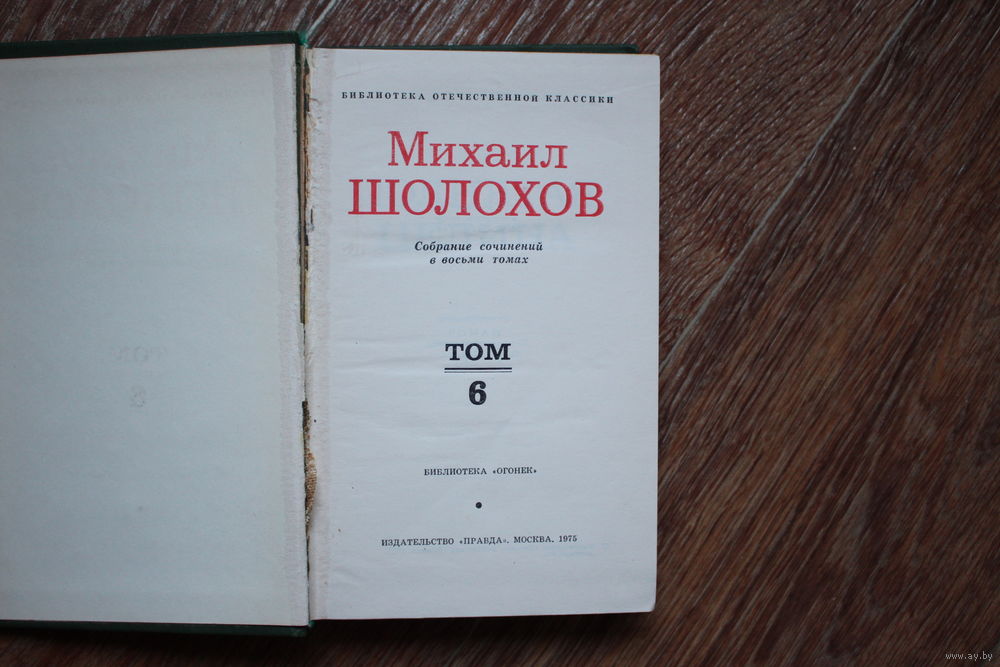 БИБЛИОТЕКА ОТЕЧЕСТВЕННОЙ КЛАССИКИ
Михаил
ШОЛОХОВ
Собрание сочинений
в восьми томах
ТОМ
6
БИБЛИОТЕКА «ОГОНЕК»
•
ИЗДАТЕЛЬСТВО «ПРАВДА». МОСКВА. 1975
www.ay.by